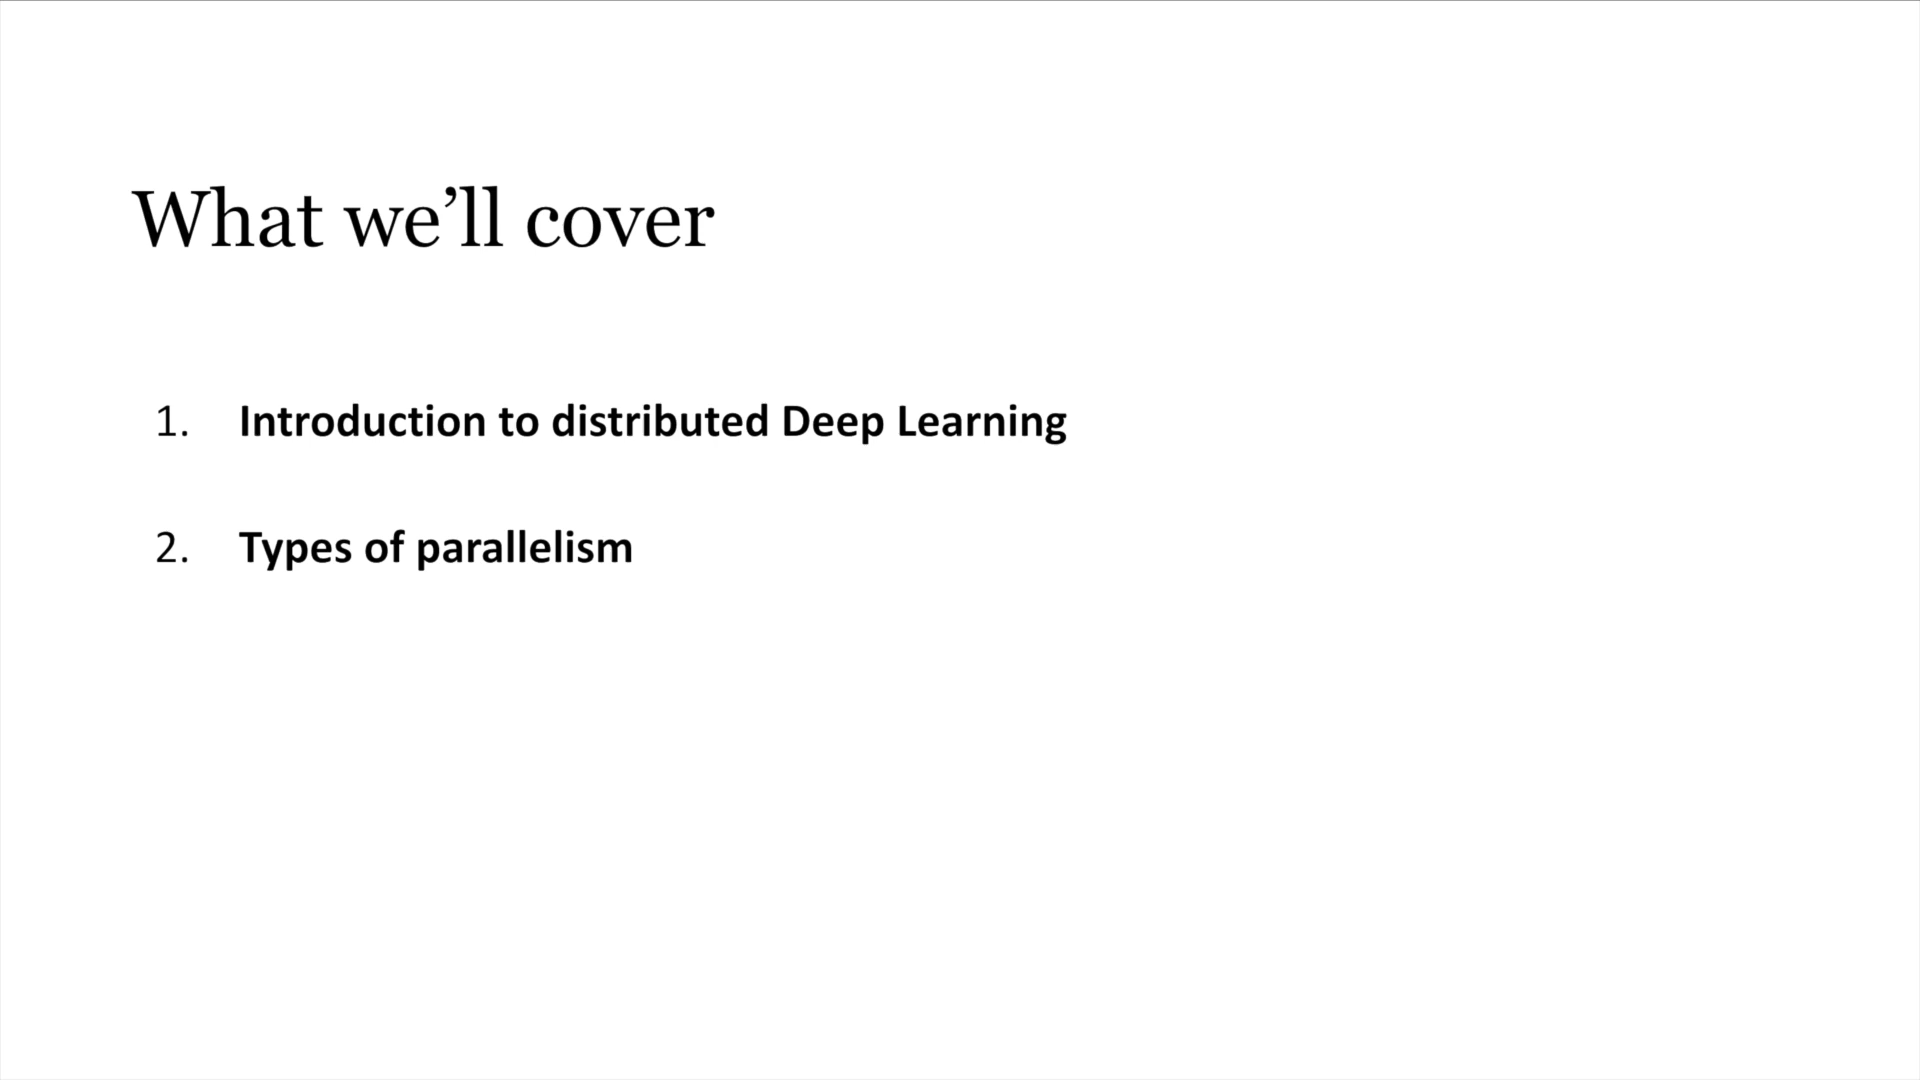 What we’ll cover
1. Introduction to distributed Deep Learning
2. Types of parallelism